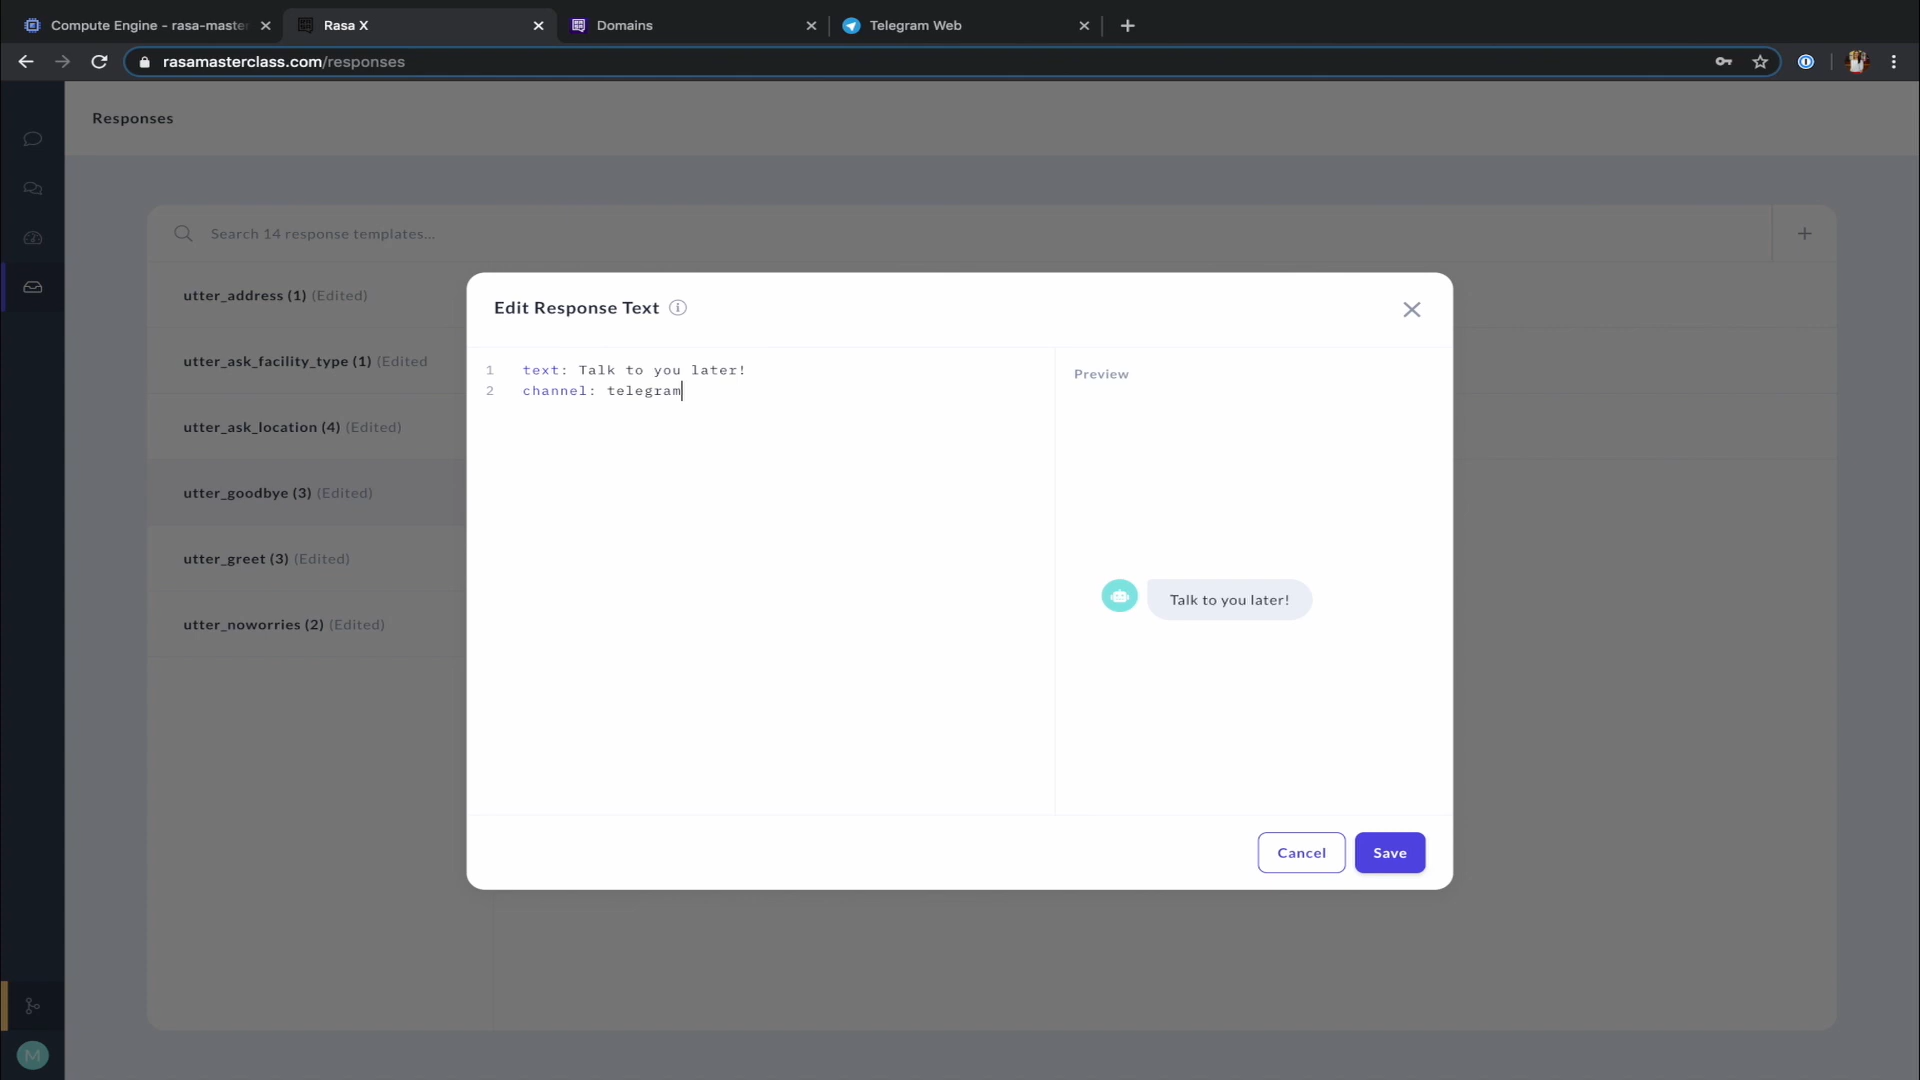 Compute Engine - rasa-maste
Rasa X
Domains
Telegram Web
rasamasterclass.com/responses
Responses
Search 14 response templates...
utter_address (1) (Edited)
utter_ask_facility_type (1) (Edited
utter_ask_location (4) (Edited)
utter_goodbye (3) (Edited)
utter_greet (3) (Edited)
utter_noworries (2) (Edited)
Edit Response Text
1 text: Talk to you later!
2 channel: telegram
Preview
Talk to you later!
Cancel
Save
M